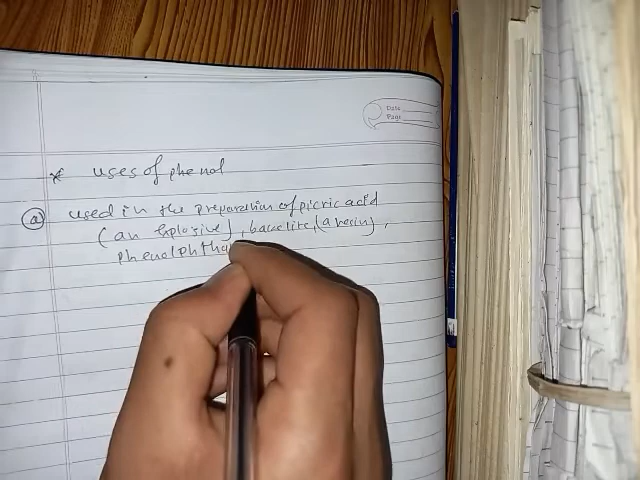 Date
Page
* uses of phenol
(a) used in the preparation of picric acid
(an explosive), bakelite, (a resin),
phenolphtha